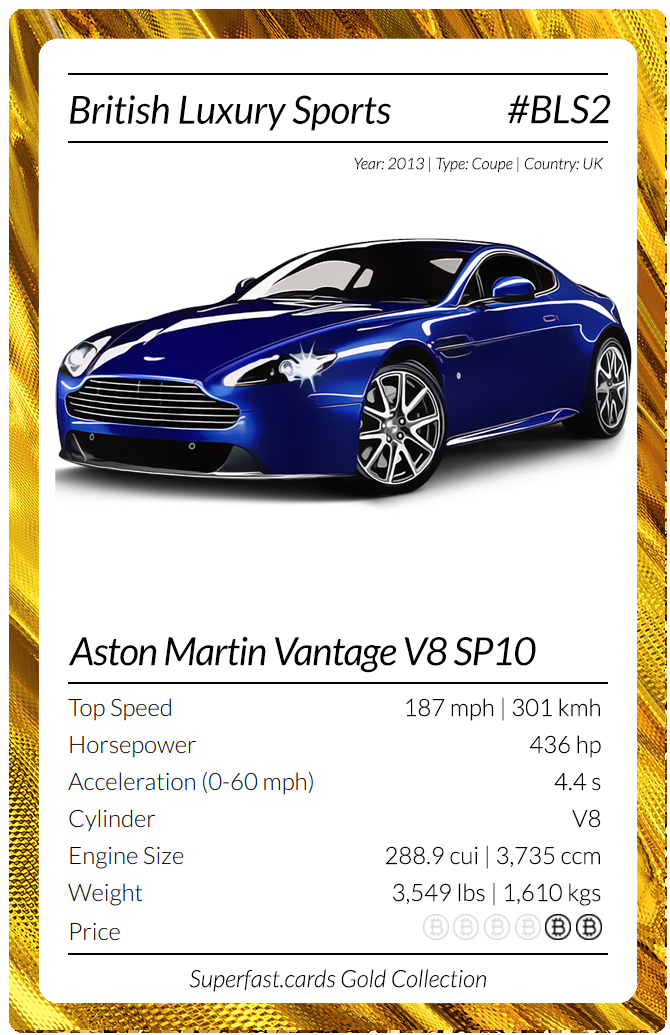 British Luxury Sports #BLS2
Year: 2013 | Type: Coupe | Country: UK
Aston Martin Vantage V8 SP10
Top Speed 187 mph | 301 kmh
Horsepower 436 hp
Acceleration (0-60 mph) 4.4 s
Cylinder V8
Engine Size 288.9 cui | 3,735 ccm
Weight 3,549 lbs | 1,610 kgs
Price
Superfast.cards Gold Collection